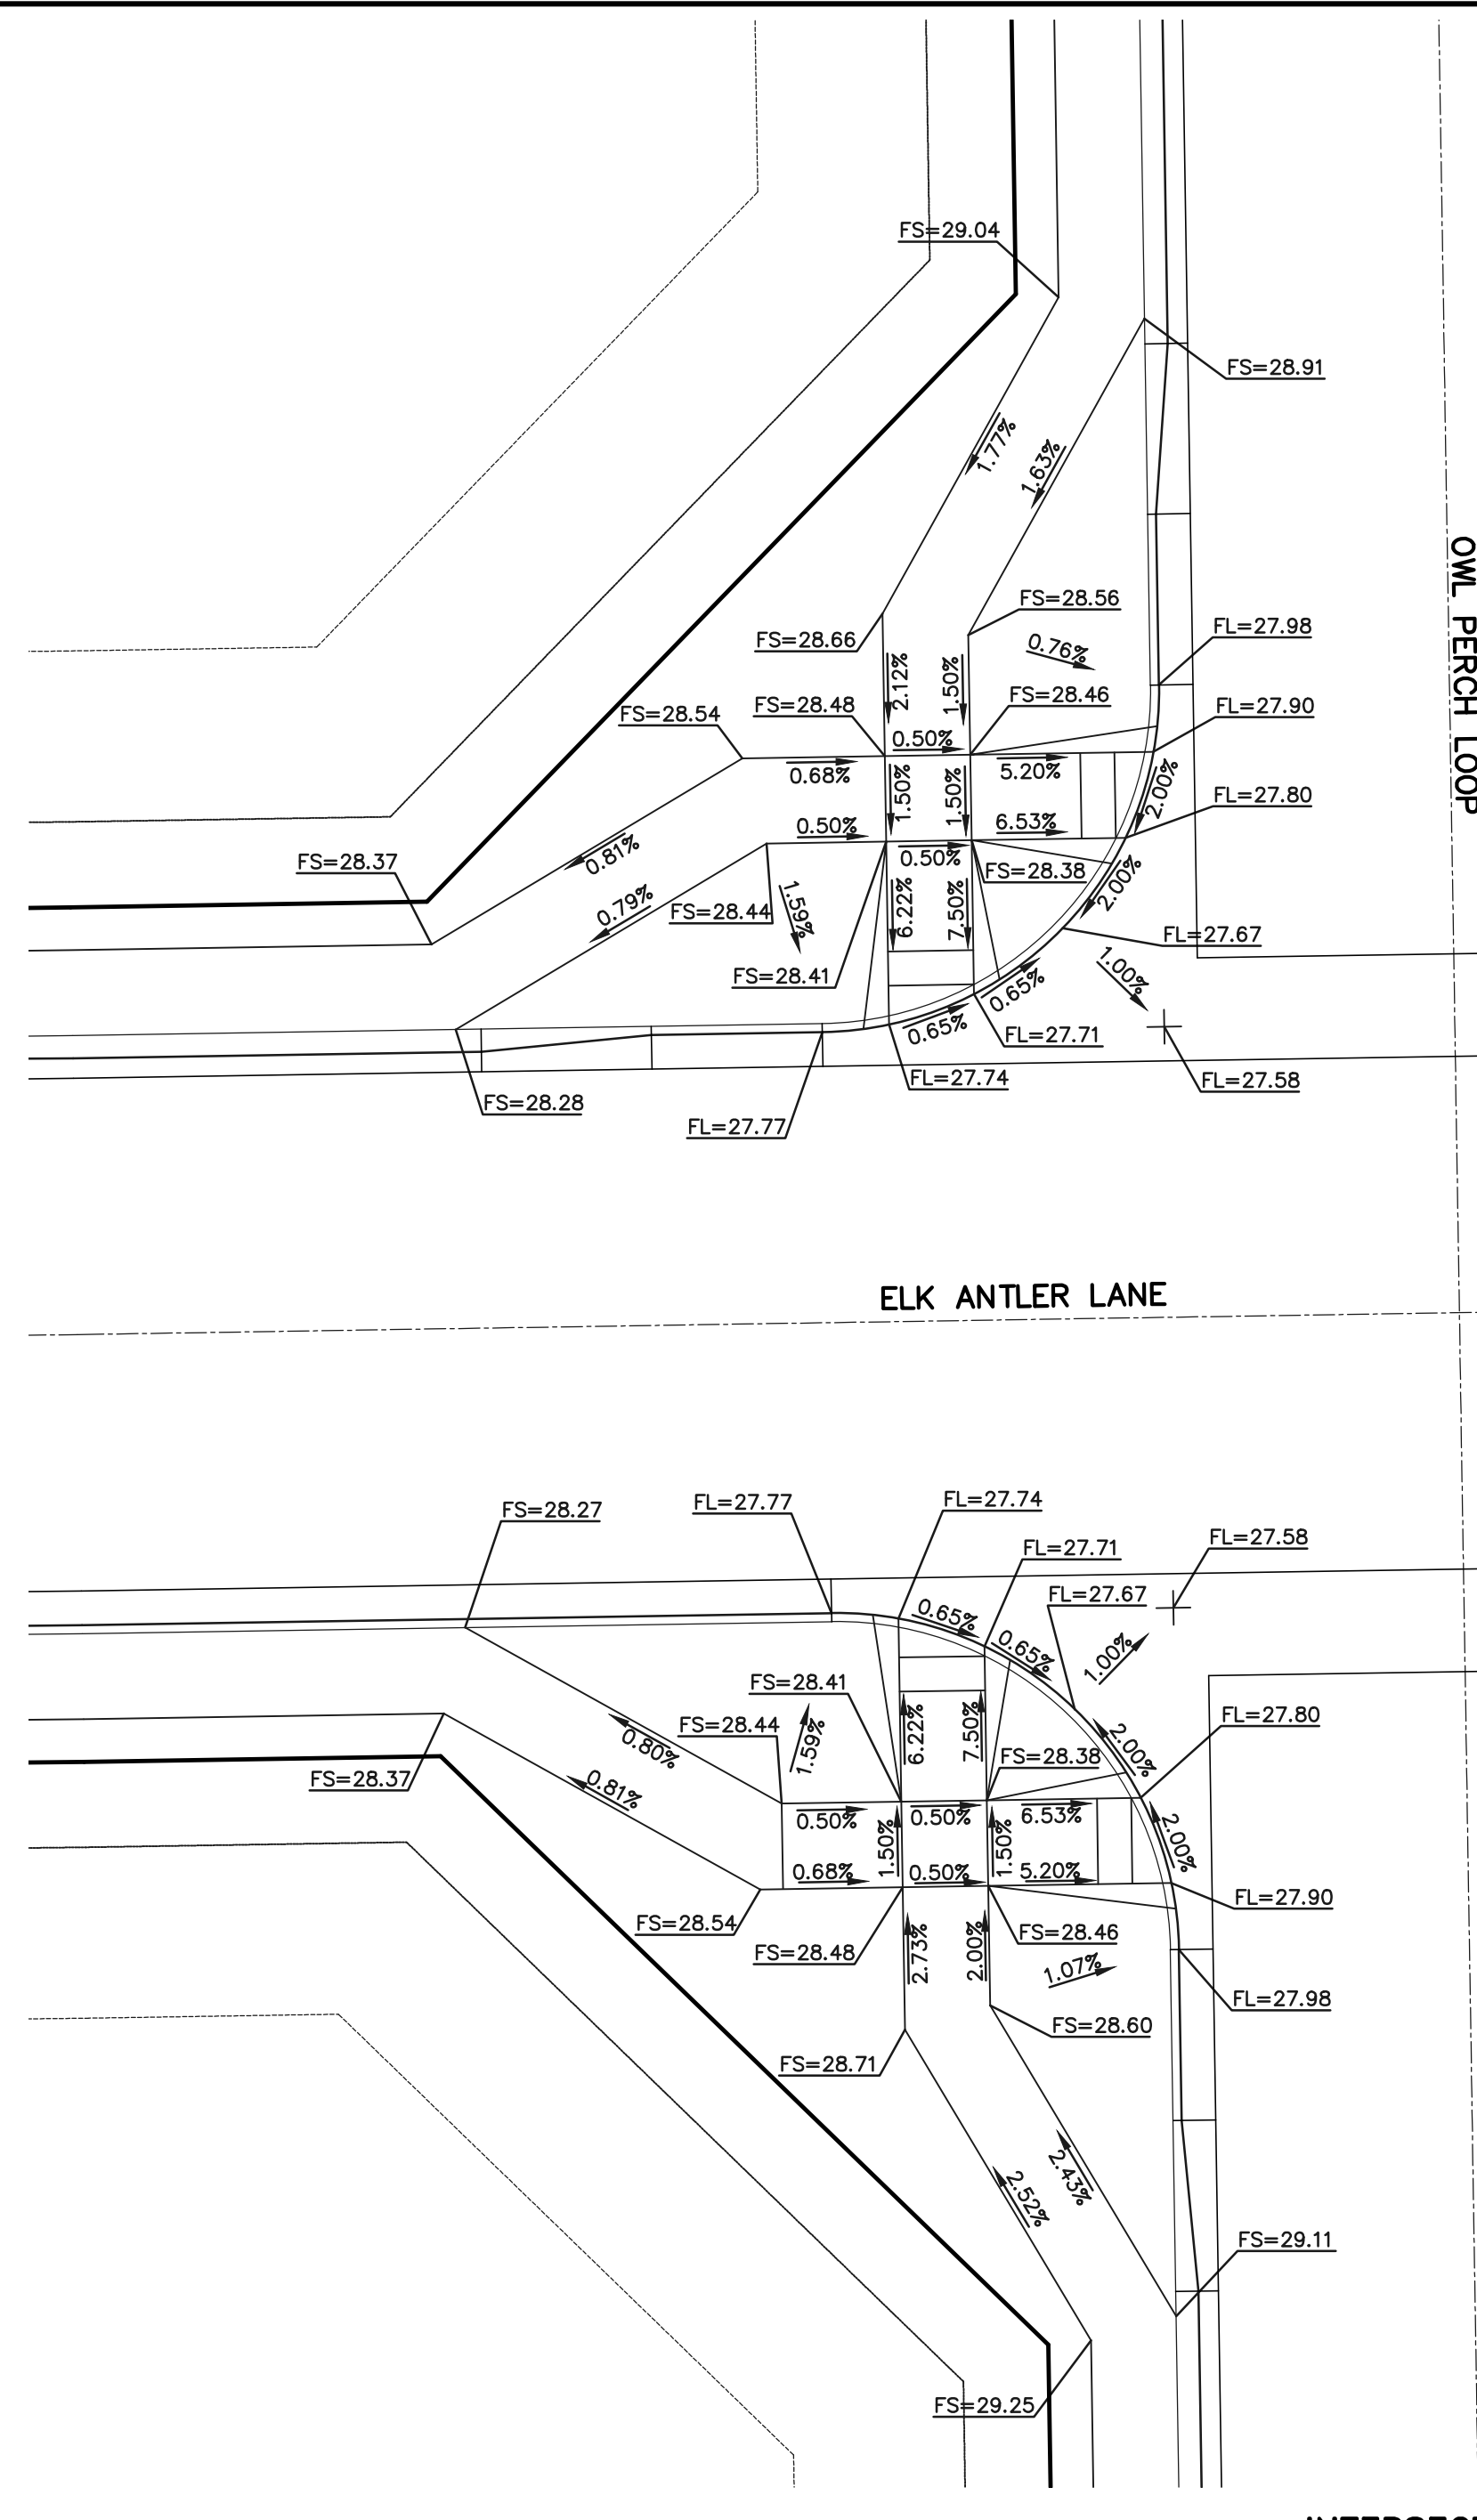 FS=29.04
FS=28.91
1.77%
1.63%
OWL PERCH LOOP
FS=28.56
FS=28.66
0.76%
FL=27.98
2.12%
1.50%
FS=28.48
FS=28.46
FL=27.90
FS=28.54
0.50%
0.68%
5.20%
1.50%
1.50%
2.00%
FL=27.80
0.50%
6.53%
0.50%
0.81%
FS=28.37
FS=28.38
2.00%
0.79%
FS=28.44
1.59%
6.22%
7.50%
FL=27.67
FS=28.41
1.00%
0.65%
0.65%
FL=27.71
FL=27.74
FL=27.58
FS=28.28
FL=27.77
ELK ANTLER LANE
FS=28.27
FL=27.77
FL=27.74
FL=27.58
FL=27.71
FL=27.67
0.65%
0.65%
1.00%
FS=28.41
FS=28.44
1.59%
6.22%
7.50%
FL=27.80
0.80%
FS=28.38
2.00%
FS=28.37
0.81%
0.50%
0.50%
6.53%
1.50%
1.50%
2.00%
0.68%
0.50%
5.20%
FL=27.90
FS=28.54
FS=28.48
FS=28.46
2.73%
2.00%
1.07%
FL=27.98
FS=28.60
FS=28.71
2.43%
2.52%
FS=29.11
FS=29.25